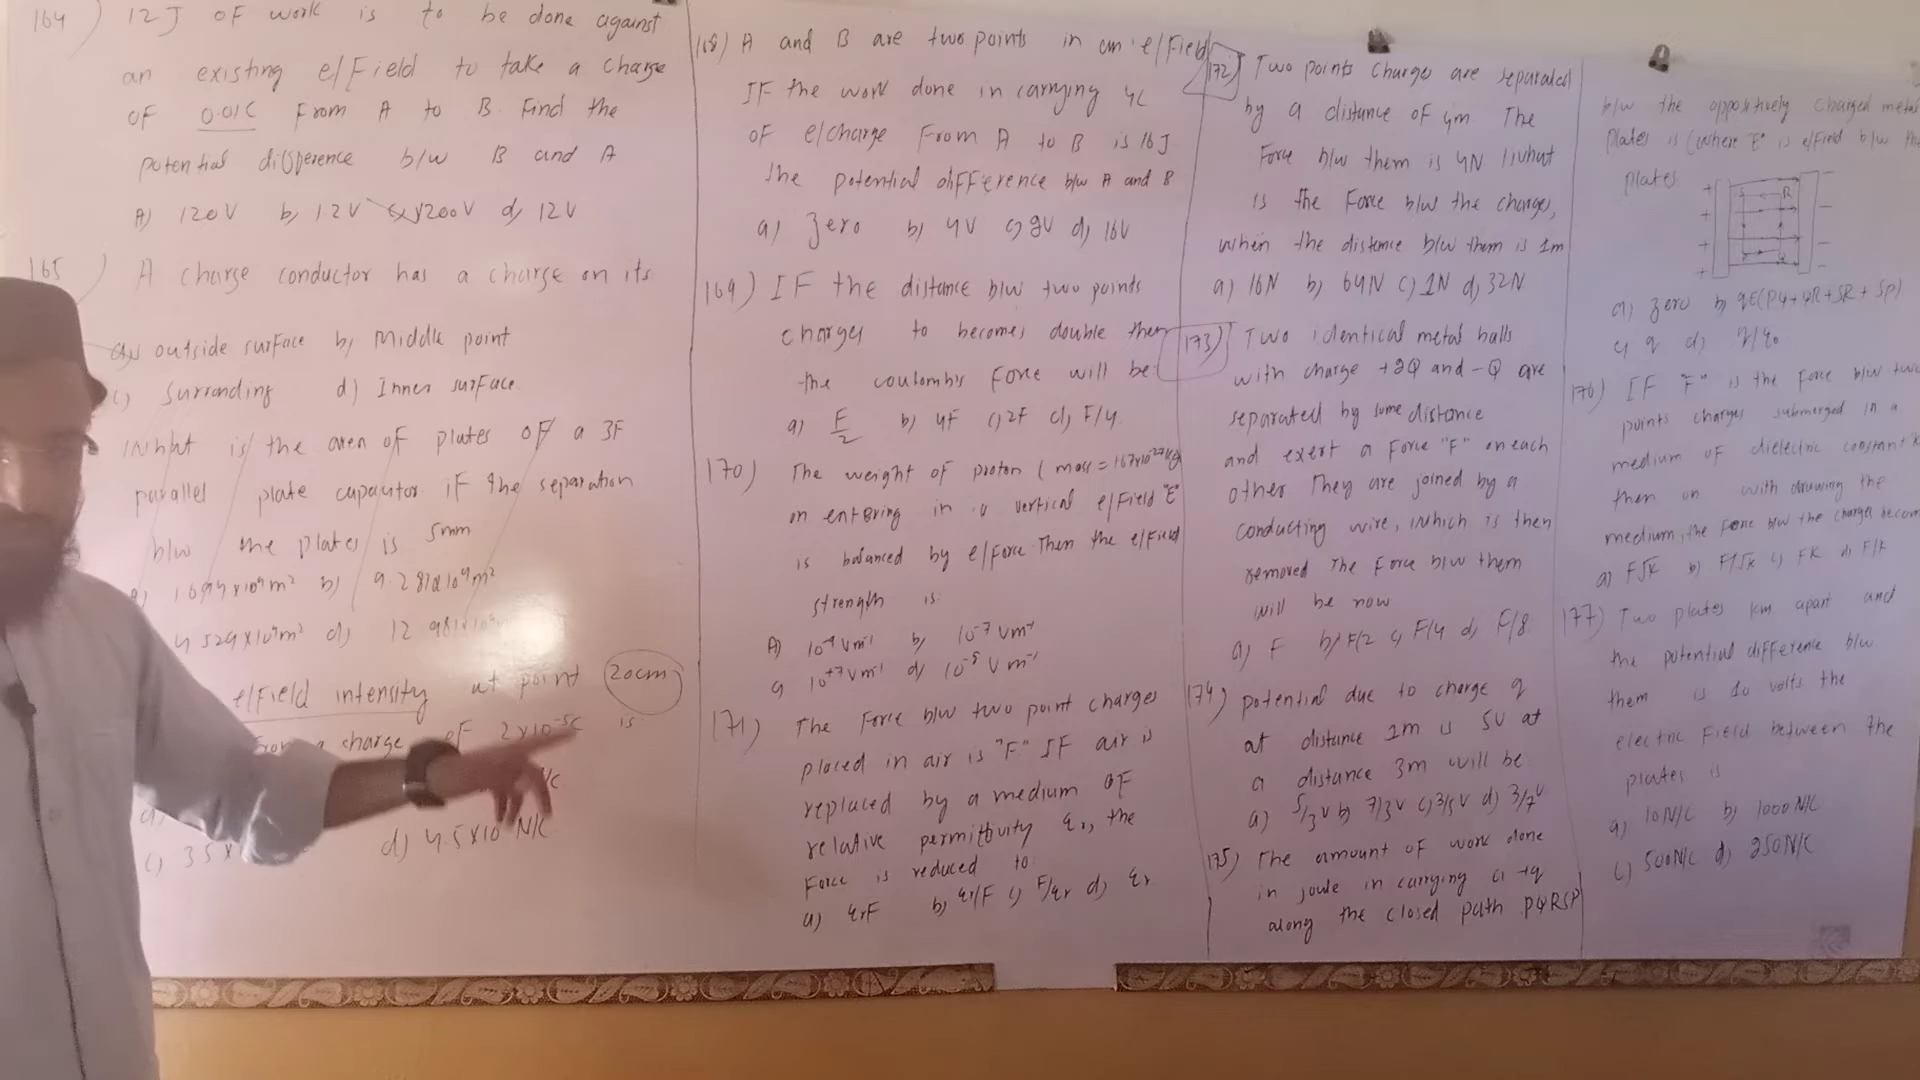 164) 12J OF work is to be done against
an existing e/Field to take a charge
OF 0.01C From A to B. Find the
potential difference b/w B and A
A) 120V b) 1.2V c) 1200V d) 12V
165) A charge conductor has a charge on its
a) outside surface b) Middle point
c) Surronding d) Inner surface
What is the area of plates of a 3F
parallel plate capacitor if the separation
b/w the plates is 5mm
1.694x10⁹m² b) 9.281x10⁹m²
4.529x10⁹m² d) 12.981x10⁹
e/Field intensity at point 20cm
From a charge of 2x10⁻⁵C is
N/C
c) 3.5x d) 4.5x10 N/C
168) A and B are two points in an e/Field
IF the work done in carrying 4C
OF e/charge From A to B is 16J
the potential difference b/w A and B
a) Zero b) 4V c) 8V d) 16V
169) IF the distance b/w two points
charges to becomes double then
the coulomb's Force will be
a) F/2 b) 4F c) 2F d) F/4
170) The weight of proton (mass = 1.67x10⁻²⁷kg)
on entering in a vertical e/Field "E"
is balanced by e/Force. Then the e/Field
strength is:
A) 10⁻⁹Vm⁻¹ b) 10⁻⁷Vm⁻¹
c) 10⁺⁷Vm⁻¹ d) 10⁻⁵Vm⁻¹
171) The Force b/w two point charges
placed in air is "F" IF air is
replaced by a medium of
relative permittivity εr, the
Force is reduced to
a) εrF b) εr/F c) F/εr d) εr
172) Two points charges are separated
by a distance OF 4m The
Force b/w them is 4N What
is the Force b/w the charges,
when the distance b/w them is 1m
a) 16N b) 64N c) 1N d) 32N
173) Two identical metal balls
with charge +2Q and -Q are
separated by some distance
and exert a Force "F" on each
other They are joined by a
conducting wire, Which is then
removed The Force b/w them
will be now
a) F b) F/2 c) F/4 d) F/8
174) potential due to charge q
at distance 1m is 5V at
a distance 3m will be
a) 5/3V b) 7/3V c) 3/5V d) 3/7V
175) The amount of work done
in joule in carrying a +q
along the closed path PQRSP
b/w the oppositively charged metal
plates is (where "E" is e/Field b/w the
plates
+ S R -
+ -
+ -
+ -
a) Zero b) qE(PQ+QR+SR+SP)
c) q d) q/ε₀
176) IF "F" is the Force b/w two
points charges submerged in a
medium OF dielectric constant K
then on with drawing the
medium, the Force b/w the charges become
a) F√K b) F/√K c) FK d) F/K
177) Two plates km apart and
the potential difference b/w
them is 10 volts the
electric Field between the
plates is
a) 10N/C b) 1000N/C
c) 500N/C d) 250N/C